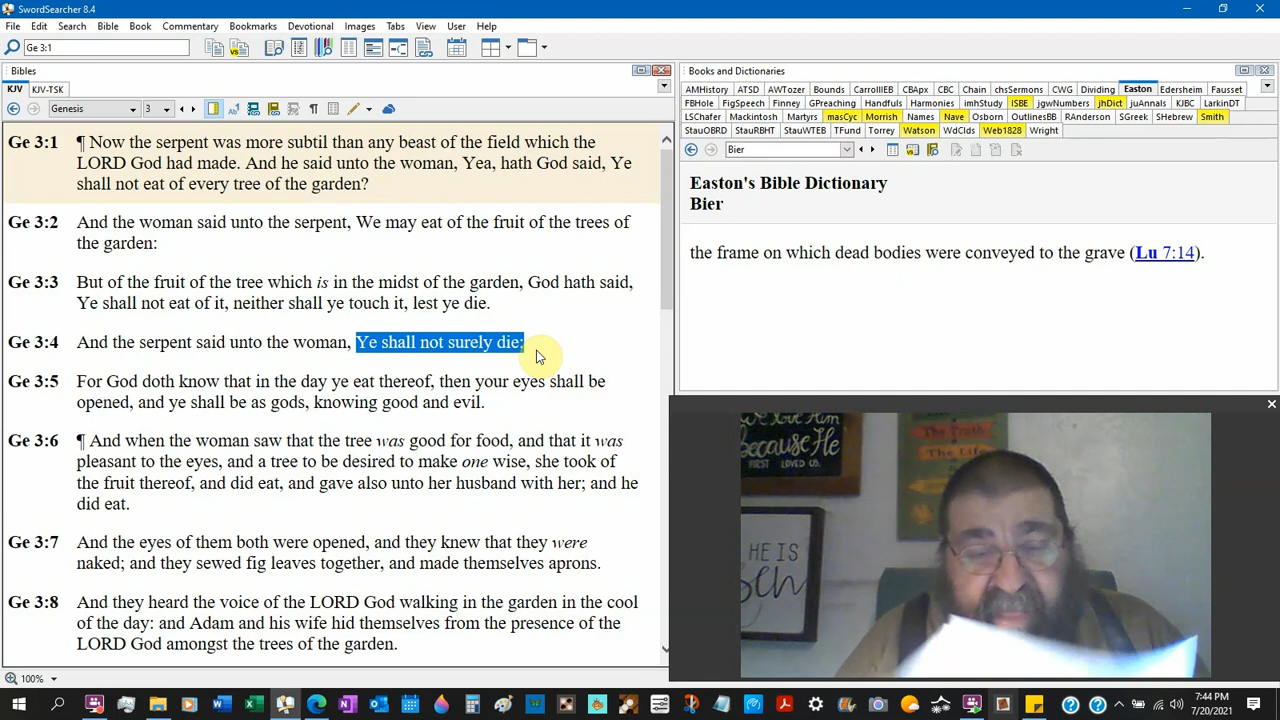 SwordSearcher 8.4
File Edit Search Bible Book Commentary Bookmarks Devotional Images Tabs View User Help
Ge 3:1
Bibles
KJV KJV-TSK
Genesis 3
Ge 3:1 ¶ Now the serpent was more subtil than any beast of the field which the
LORD God had made. And he said unto the woman, Yea, hath God said, Ye
shall not eat of every tree of the garden?
Ge 3:2 And the woman said unto the serpent, We may eat of the fruit of the trees of
the garden:
Ge 3:3 But of the fruit of the tree which is in the midst of the garden, God hath said,
Ye shall not eat of it, neither shall ye touch it, lest ye die.
Ge 3:4 And the serpent said unto the woman, Ye shall not surely die:
Ge 3:5 For God doth know that in the day ye eat thereof, then your eyes shall be
opened, and ye shall be as gods, knowing good and evil.
Ge 3:6 ¶ And when the woman saw that the tree was good for food, and that it was
pleasant to the eyes, and a tree to be desired to make one wise, she took of
the fruit thereof, and did eat, and gave also unto her husband with her; and he
did eat.
Ge 3:7 And the eyes of them both were opened, and they knew that they were
naked; and they sewed fig leaves together, and made themselves aprons.
Ge 3:8 And they heard the voice of the LORD God walking in the garden in the cool
of the day: and Adam and his wife hid themselves from the presence of the
LORD God amongst the trees of the garden.
100%
Books and Dictionaries
AMHistory ATSD AWTozer Bounds CarrollIEB CBApx CBC Chain chsSermons CWG Dividing Easton Edersheim Fausset
FBHole FigSpeech Finney GPreaching Handfuls Harmonies imhStudy ISBE jgwNumbers jhDict juAnnals KJBC LarkinDT
LSChafer Mackintosh Martyrs masCyc Morrish Names Nave Osborn OutlinesBB RAnderson SGreek SHebrew Smith
StauOBRD StauRBHT StauWTEB TFund Torrey Watson WdClds Web1828 Wright
Bier
Easton's Bible Dictionary
Bier
the frame on which dead bodies were conveyed to the grave (Lu 7:14).
we love Him
because He
FIRST LOVED US.
The Truth
The Life
HE IS
7:44 PM
7/20/2021